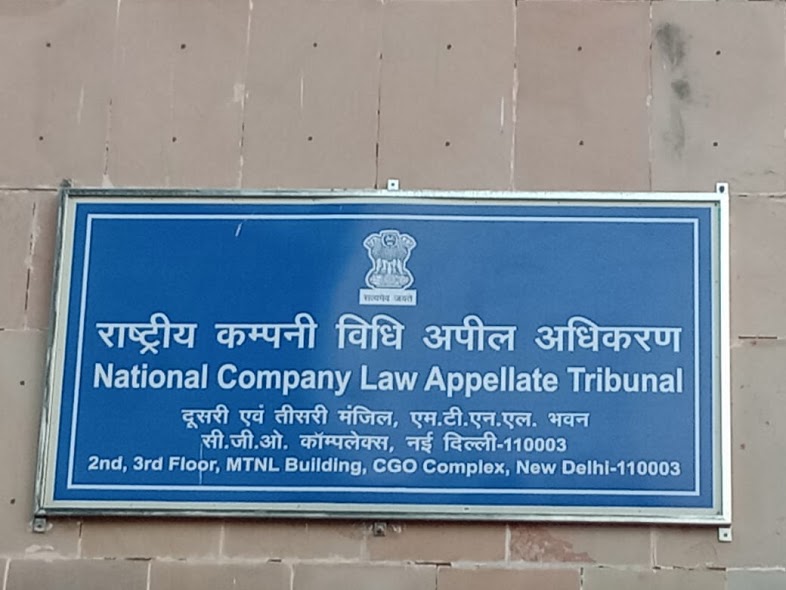 सत्यमेव जयते
राष्ट्रीय कम्पनी विधि अपील अधिकरण
National Company Law Appellate Tribunal
दूसरी एवं तीसरी मंजिल, एम.टी.एन.एल. भवन
सी.जी.ओ. कॉम्पलेक्स, नई दिल्ली-110003
2nd, 3rd Floor, MTNL Building, CGO Complex, New Delhi-110003